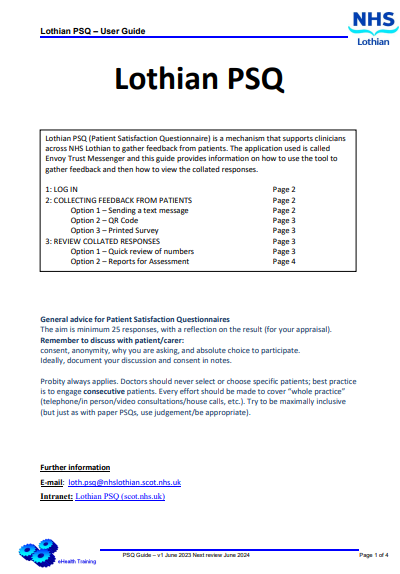 Lothian PSQ – User Guide
NHS
Lothian
Lothian PSQ
Lothian PSQ (Patient Satisfaction Questionnaire) is a mechanism that supports clinicians
across NHS Lothian to gather feedback from patients. The application used is called
Envoy Trust Messenger and this guide provides information on how to use the tool to
gather feedback and then how to view the collated responses.
1: LOG IN Page 2
2: COLLECTING FEEDBACK FROM PATIENTS Page 2
Option 1 – Sending a text message Page 2
Option 2 – QR Code Page 3
Option 3 – Printed Survey Page 3
3: REVIEW COLLATED RESPONSES Page 3
Option 1 – Quick review of numbers Page 3
Option 2 – Reports for Assessment Page 4
General advice for Patient Satisfaction Questionnaires
The aim is minimum 25 responses, with a reflection on the result (for your appraisal).
Remember to discuss with patient/carer:
consent, anonymity, why you are asking, and absolute choice to participate.
Ideally, document your discussion and consent in notes.
Probity always applies. Doctors should never select or choose specific patients; best practice
is to engage consecutive patients. Every effort should be made to cover "whole practice"
(telephone/in person/video consultations/house calls, etc.). Try to be maximally inclusive
(but just as with paper PSQs, use judgement/be appropriate).
Further information
E-mail: loth.psq@nhslothian.scot.nhs.uk
Intranet: Lothian PSQ (scot.nhs.uk)
eHealth Training
PSQ Guide – v1 June 2023 Next review June 2024
Page 1 of 4